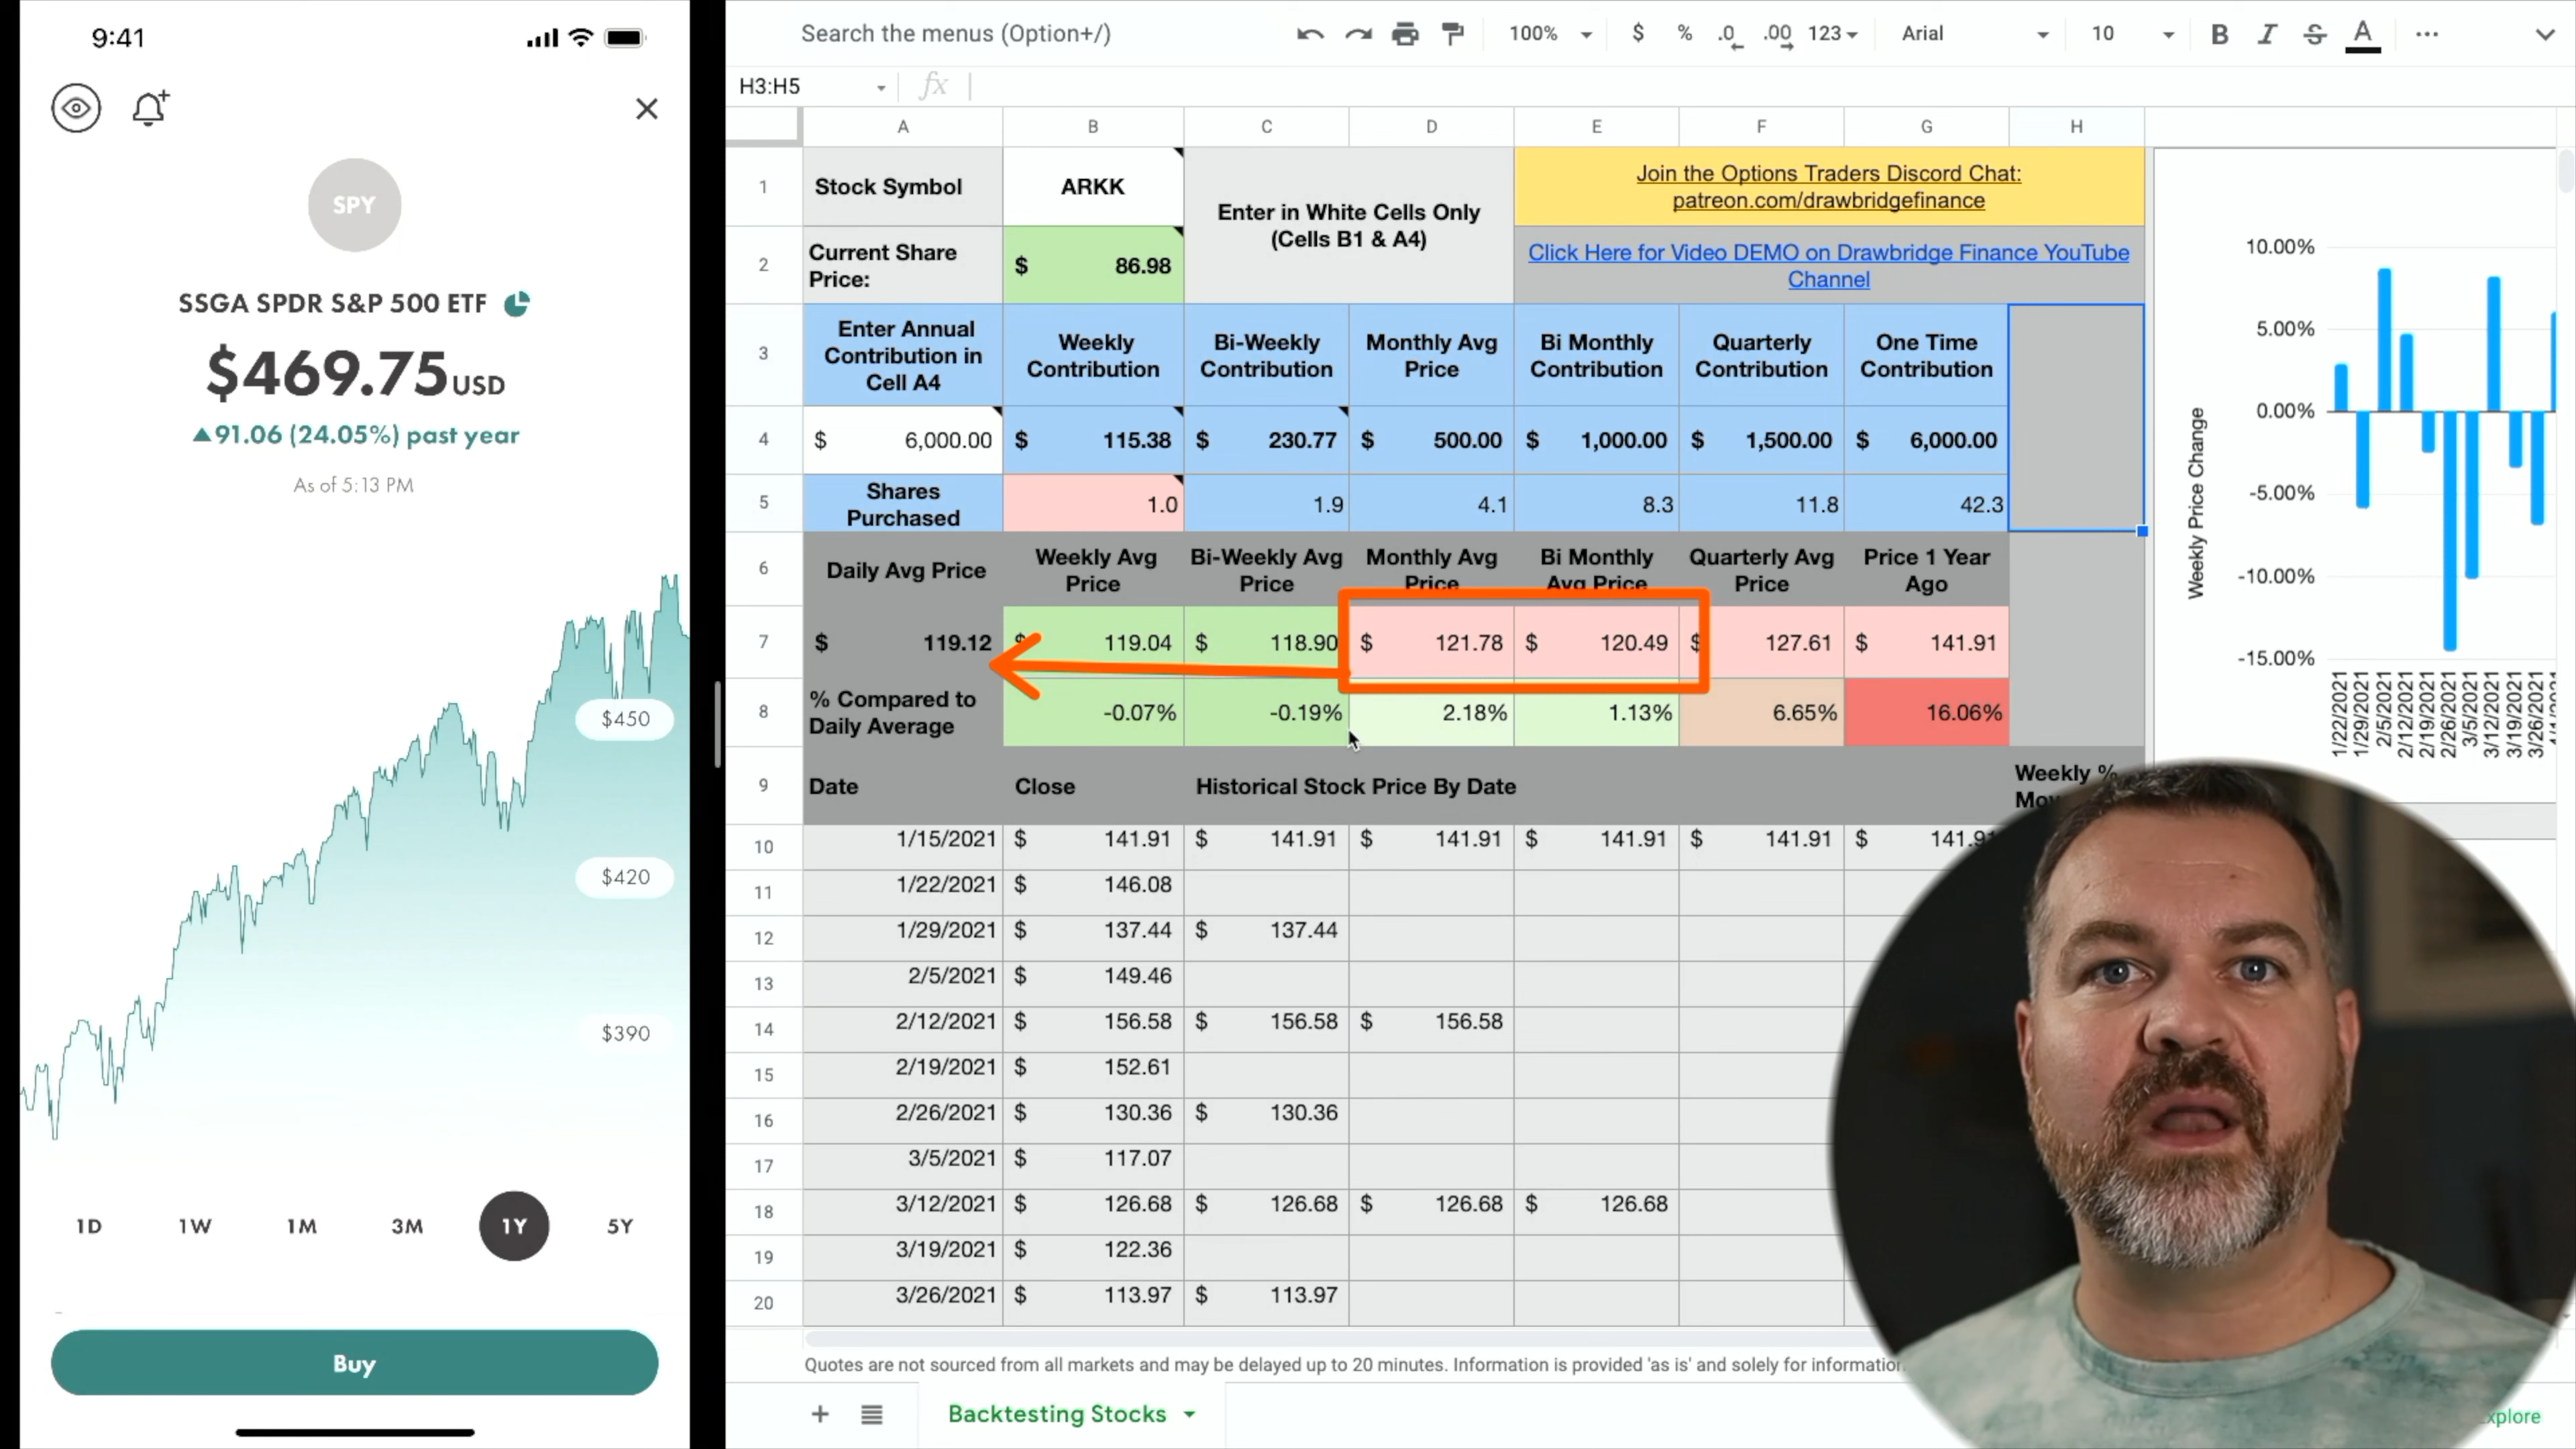 9:41
SPY
SSGA SPDR S&P 500 ETF
$469.75 USD
▲91.06 (24.05%) past year
As of 5:13 PM
$450
$420
$390
1D 1W 1M 3M 1Y 5Y
Buy
Search the menus (Option+/) 100% $ % .0 .00 123 Arial 10 B I S A
H3:H5 fx
A B C D E F G H
1 Stock Symbol ARKK
Enter in White Cells Only
(Cells B1 & A4)
Join the Options Traders Discord Chat:
patreon.com/drawbridgefinance
2 Current Share
Price:
$ 86.98
Click Here for Video DEMO on Drawbridge Finance YouTube
Channel
3 Enter Annual
Contribution in
Cell A4
Weekly
Contribution
Bi-Weekly
Contribution
Monthly Avg
Price
Bi Monthly
Contribution
Quarterly
Contribution
One Time
Contribution
4 $ 6,000.00 $ 115.38 $ 230.77 $ 500.00 $ 1,000.00 $ 1,500.00 $ 6,000.00
5 Shares
Purchased
1.0 1.9 4.1 8.3 11.8 42.3
6 Daily Avg Price
Weekly Avg
Price
Bi-Weekly Avg
Price
Monthly Avg
Price
Bi Monthly
Avg Price
Quarterly Avg
Price
Price 1 Year
Ago
7 $ 119.12 $ 119.04 $ 118.90 $ 121.78 $ 120.49 $ 127.61 $ 141.91
8 % Compared to
Daily Average
-0.07% -0.19% 2.18% 1.13% 6.65% 16.06%
9 Date Close Historical Stock Price By Date
Weekly %
10 1/15/2021 $ 141.91 $ 141.91 $ 141.91 $ 141.91 $ 141.91 $ 141.91
11 1/22/2021 $ 146.08
12 1/29/2021 $ 137.44 $ 137.44
13 2/5/2021 $ 149.46
14 2/12/2021 $ 156.58 $ 156.58 $ 156.58
15 2/19/2021 $ 152.61
16 2/26/2021 $ 130.36 $ 130.36
17 3/5/2021 $ 117.07
18 3/12/2021 $ 126.68 $ 126.68 $ 126.68 $ 126.68
19 3/19/2021 $ 122.36
20 3/26/2021 $ 113.97 $ 113.97
Quotes are not sourced from all markets and may be delayed up to 20 minutes. Information is provided 'as is' and solely for
+ Backtesting Stocks
Weekly Price Change
10.00%
5.00%
0.00%
-5.00%
-10.00%
-15.00%
1/22/2021
1/29/2021
2/5/2021
2/12/2021
2/19/2021
2/26/2021
3/5/2021
3/12/2021
3/19/2021
3/26/2021